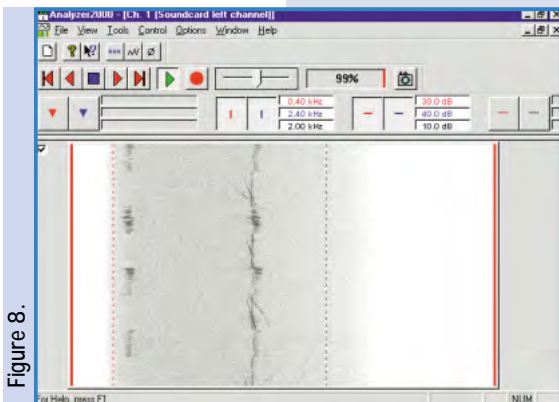 Analyzer2000 - [Ch. 1 (Soundcard left channel)]
File View Tools Control Options Window Help
99%
0.40 kHz
2.40 kHz
2.00 kHz
30.0 dB
40.0 dB
10.0 dB
For Help, press F1
NUM
Figure 8.